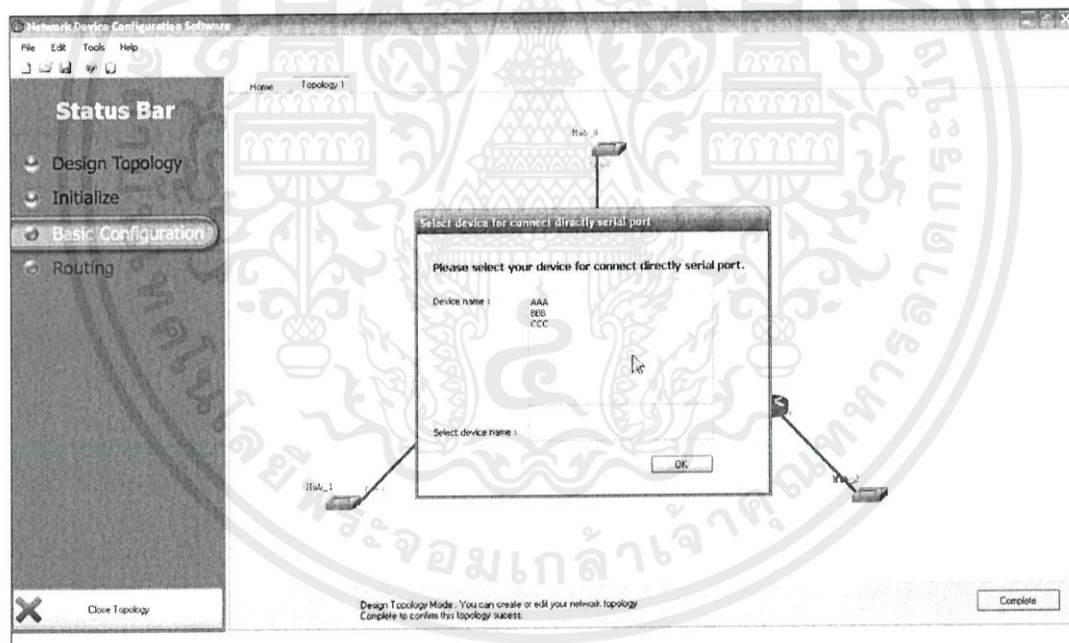 Network Device Configuration Software
File Edit Tools Help
Status Bar
Design Topology
Initialize
Basic Configuration
Routing
Close Topology
Home Topology 1
Hub_1
Select device for connect directly serial port
Please select your device for connect directly serial port.
Device name :
AAA
BBB
CCC
Select device name :
OK
Design Topology Mode : You can create or edit your network topology
Complete to confirm this topology sucess.
Complete